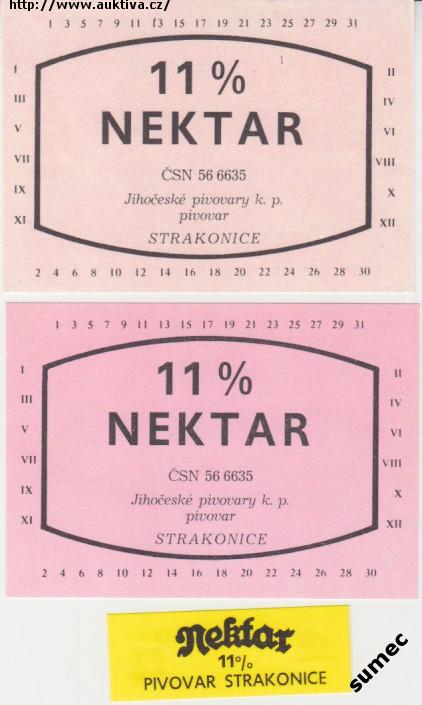 http://www.auktiva.cz/
1 3 5 7 9 11 13 15 17 19 21 23 25 27 29 31
I
III
V
VII
IX
XI
11 %
NEKTAR
ČSN 56 6635
Jihočeské pivovary k. p.
pivovar
STRAKONICE
II
IV
VI
VIII
X
XII
2 4 6 8 10 12 14 16 18 20 22 24 26 28 30
1 3 5 7 9 11 13 15 17 19 21 23 25 27 29 31
I
III
V
VII
IX
XI
11 %
NEKTAR
ČSN 56 6635
Jihočeské pivovary k. p.
pivovar
STRAKONICE
II
IV
VI
VIII
X
XII
2 4 6 8 10 12 14 16 18 20 22 24 26 28 30
Nektar
11%
PIVOVAR STRAKONICE
sumec